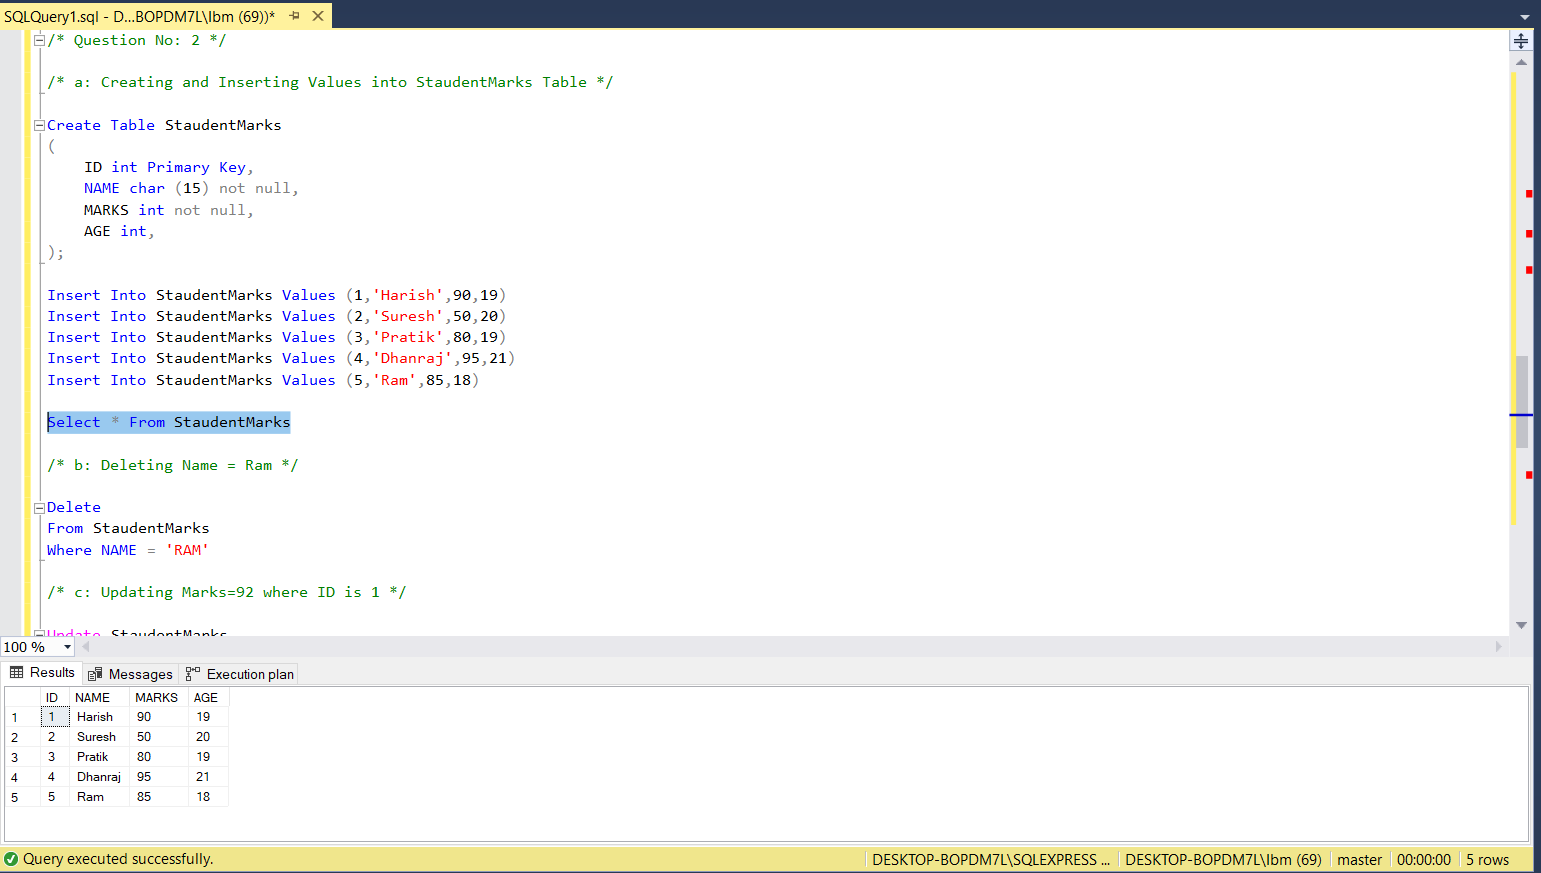 SQLQuery1.sql - D...BOPDM7L\lbm (69))*
/* Question No: 2 */
/* a: Creating and Inserting Values into StaudentMarks Table */
Create Table StaudentMarks
(
ID int Primary Key,
NAME char (15) not null,
MARKS int not null,
AGE int,
);
Insert Into StaudentMarks Values (1,'Harish',90,19)
Insert Into StaudentMarks Values (2,'Suresh',50,20)
Insert Into StaudentMarks Values (3,'Pratik',80,19)
Insert Into StaudentMarks Values (4,'Dhanraj',95,21)
Insert Into StaudentMarks Values (5,'Ram',85,18)
Select * From StaudentMarks
/* b: Deleting Name = Ram */
Delete
From StaudentMarks
Where NAME = 'RAM'
/* c: Updating Marks=92 where ID is 1 */
Update StaudentMarks
100 %
Results Messages Execution plan
ID NAME MARKS AGE
1 1 Harish 90 19
2 2 Suresh 50 20
3 3 Pratik 80 19
4 4 Dhanraj 95 21
5 5 Ram 85 18
Query executed successfully. DESKTOP-BOPDM7L\SQLEXPRESS ... DESKTOP-BOPDM7L\lbm (69) master 00:00:00 5 rows